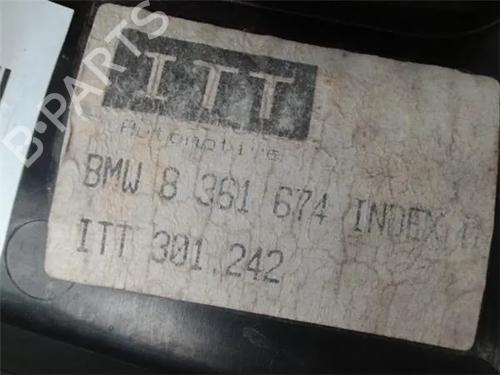 ITT
Automotive
BMW 8 361 674 INDEX
ITT 301.242
B-PARTS